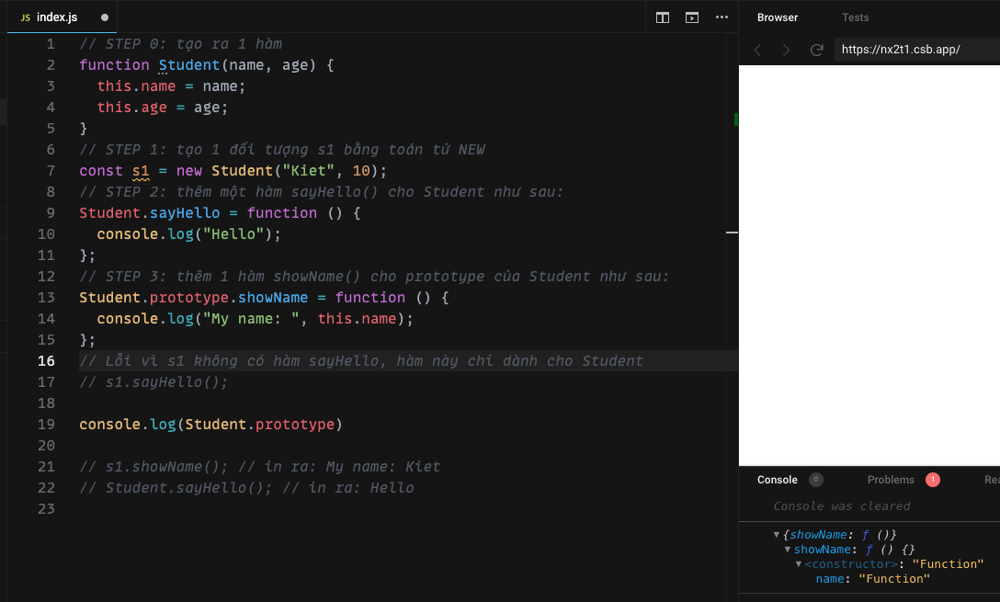 JS index.js
Browser
Tests
https://nx2t1.csb.app/
1 // STEP 0: tạo ra 1 hàm
2 function Student(name, age) {
3 this.name = name;
4 this.age = age;
5 }
6 // STEP 1: tạo 1 đối tượng s1 bằng toán tử NEW
7 const s1 = new Student("Kiet", 10);
8 // STEP 2: thêm một hàm sayHello() cho Student như sau:
9 Student.sayHello = function () {
10 console.log("Hello");
11 };
12 // STEP 3: thêm 1 hàm showName() cho prototype của Student như sau:
13 Student.prototype.showName = function () {
14 console.log("My name: ", this.name);
15 };
16 // Lỗi vì s1 không có hàm sayHello, hàm này chỉ dành cho Student
17 // s1.sayHello();
18
19 console.log(Student.prototype)
20
21 // s1.showName(); // in ra: My name: Kiet
22 // Student.sayHello(); // in ra: Hello
23
Console 0
Problems 1
Rea
Console was cleared
▼{showName: ƒ ()}
▼showName: ƒ () {}
▼<constructor>: "Function"
name: "Function"